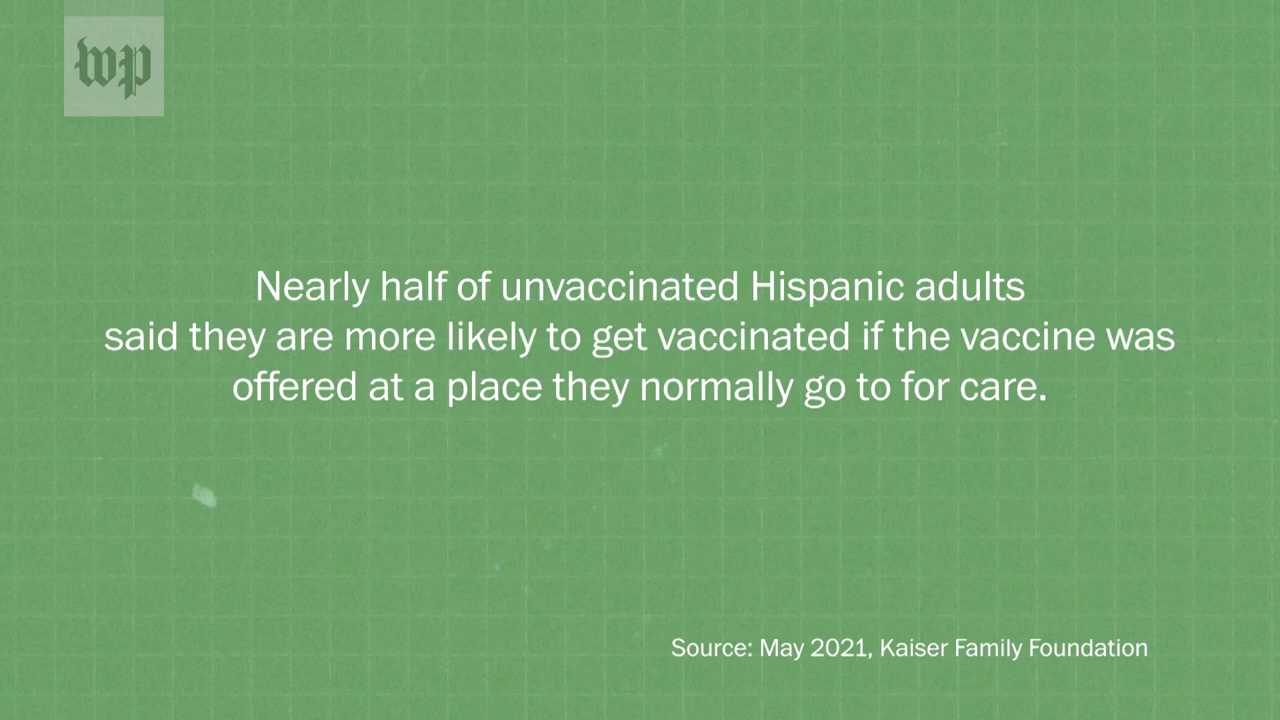 wp
Nearly half of unvaccinated Hispanic adults
said they are more likely to get vaccinated if the vaccine was
offered at a place they normally go to for care.
Source: May 2021, Kaiser Family Foundation